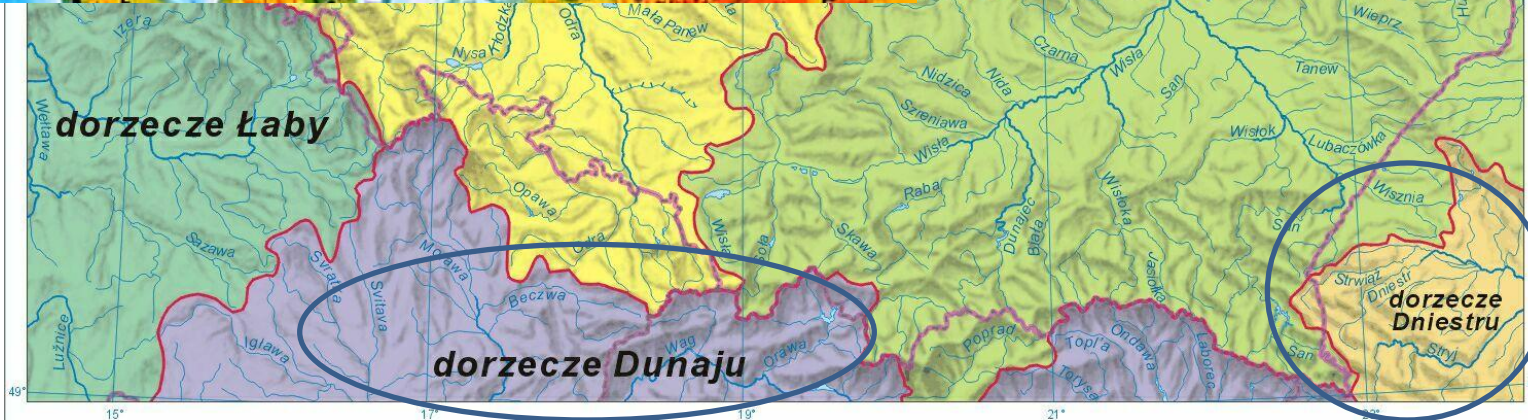 Izera
Nysa Kłodzka
Odra
Mała Panew
Wieprz
Czarna
Wisła
San
Tanew
Nidzica
Nida
Szreniawa
Wełtawa
dorzecze Łaby
Wisła
Wisłok
Lubaczówka
Opawa
Raba
Dunajec
Biała
Wisłoka
Wisznia
San
Sazawa
Svratka
Morawa
Odra
Wisła
Soła
Skawa
Jasiołka
Strwiąż
Dniestr
dorzecze
Dniestru
Svitava
Beczwa
Lużnice
Igława
dorzecze Dunaju
Wag
Orawa
Poprad
Topl'a
Ondawa
Laborec
Torysa
San
Stryj
49°
15°
17°
19°
21°
23°